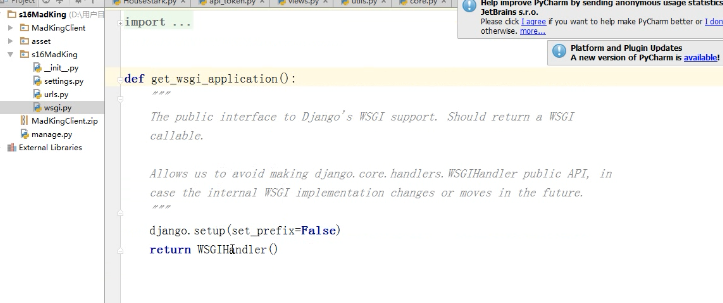 Project
HouseStark.py
api_token.py
views.py
utils.py
core.py
s16MadKing
MadKingClient
asset
s16MadKing
__init__.py
settings.py
urls.py
wsgi.py
MadKingClient.zip
manage.py
External Libraries
import ...
def get_wsgi_application():
"""
The public interface to Django's WSGI support. Should return a WSGI
callable.
Allows us to avoid making django.core.handlers.WSGIHandler public API, in
case the internal WSGI implementation changes or moves in the future.
"""
django.setup(set_prefix=False)
return WSGIHandler()
Help improve PyCharm by sending anonymous usage statistics
JetBrains s.r.o.
Please click I agree if you want to help make PyCharm better or I don
otherwise. more...
Platform and Plugin Updates
A new version of PyCharm is available!